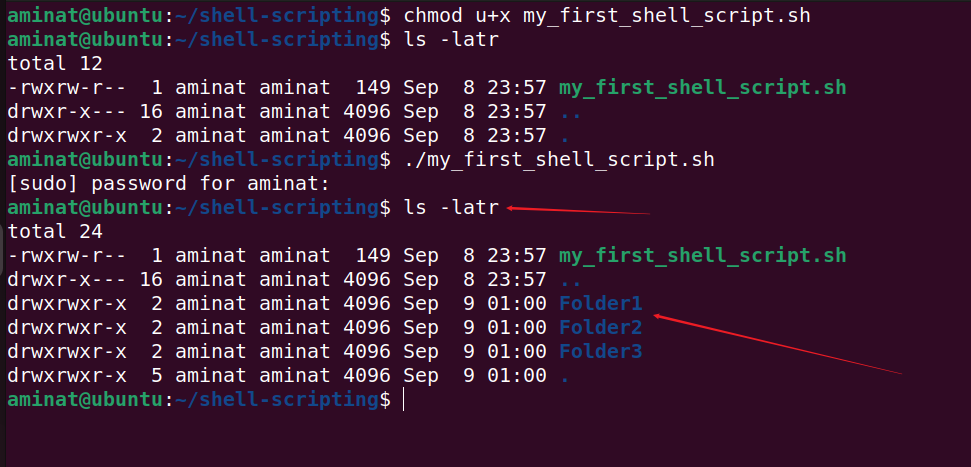 aminat@ubuntu:~/shell-scripting$ chmod u+x my_first_shell_script.sh
aminat@ubuntu:~/shell-scripting$ ls -latr
total 12
-rwxrw-r--  1 aminat aminat  149 Sep  8 23:57 my_first_shell_script.sh
drwxr-x--- 16 aminat aminat 4096 Sep  8 23:57 ..
drwxrwxr-x  2 aminat aminat 4096 Sep  8 23:57 .
aminat@ubuntu:~/shell-scripting$ ./my_first_shell_script.sh
[sudo] password for aminat:
aminat@ubuntu:~/shell-scripting$ ls -latr
total 24
-rwxrw-r--  1 aminat aminat  149 Sep  8 23:57 my_first_shell_script.sh
drwxr-x--- 16 aminat aminat 4096 Sep  8 23:57 ..
drwxrwxr-x  2 aminat aminat 4096 Sep  9 01:00 Folder1
drwxrwxr-x  2 aminat aminat 4096 Sep  9 01:00 Folder2
drwxrwxr-x  2 aminat aminat 4096 Sep  9 01:00 Folder3
drwxrwxr-x  5 aminat aminat 4096 Sep  9 01:00 .
aminat@ubuntu:~/shell-scripting$